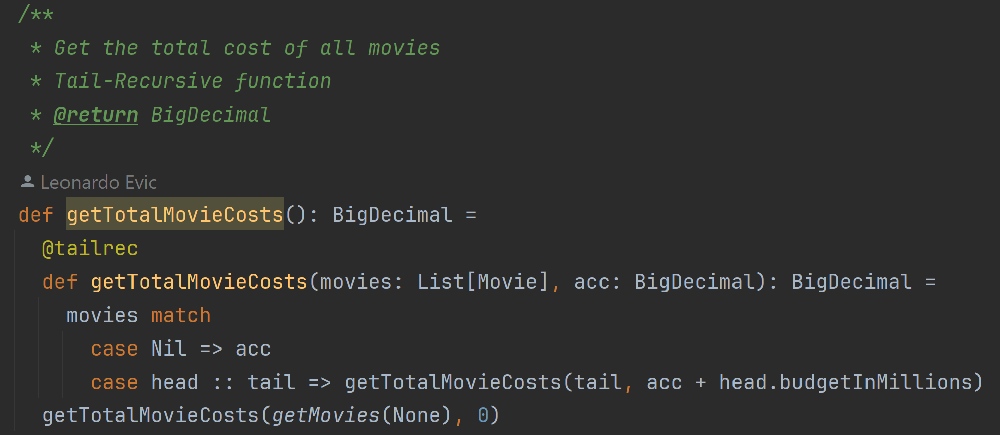 /**
 * Get the total cost of all movies
 * Tail-Recursive function
 * @return BigDecimal
 */
Leonardo Evic
def getTotalMovieCosts(): BigDecimal =
  @tailrec
  def getTotalMovieCosts(movies: List[Movie], acc: BigDecimal): BigDecimal =
    movies match
      case Nil => acc
      case head :: tail => getTotalMovieCosts(tail, acc + head.budgetInMillions)
  getTotalMovieCosts(getMovies(None), 0)